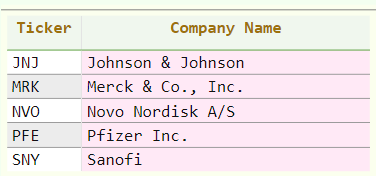 Ticker Company Name
JNJ Johnson & Johnson
MRK Merck & Co., Inc.
NVO Novo Nordisk A/S
PFE Pfizer Inc.
SNY Sanofi